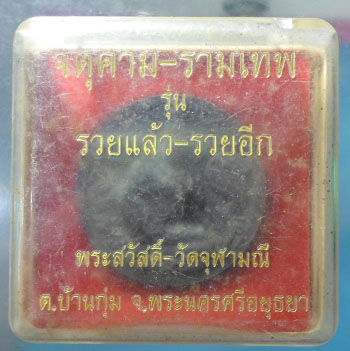 จตุคาม-รามเทพ
รุ่น
รวยแล้ว-รวยอีก
พระสวัสดิ์-วัดจุฬามณี
ต.บ้านกุ่ม จ.พระนครศรีอยุธยา